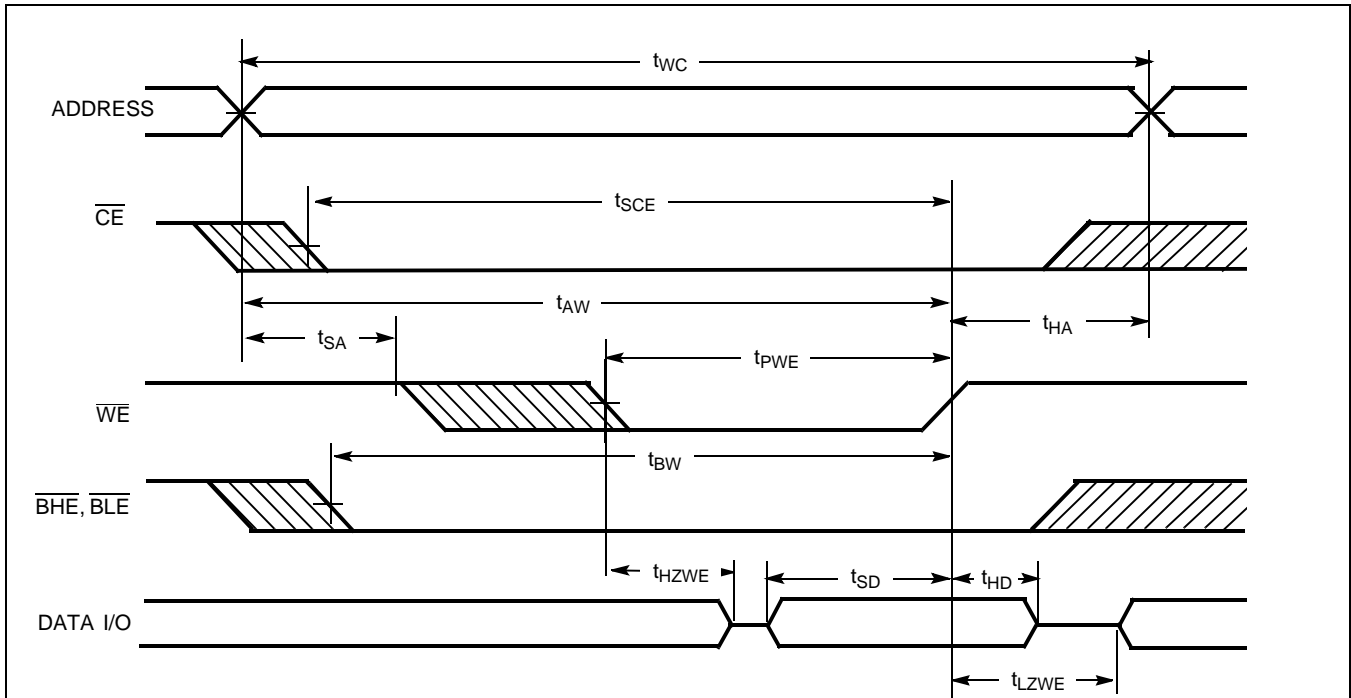 tWC
ADDRESS
tSCE
CE
tAW
tHA
tSA
tPWE
WE
tBW
BHE, BLE
tHZWE
tSD
tHD
DATA I/O
tLZWE